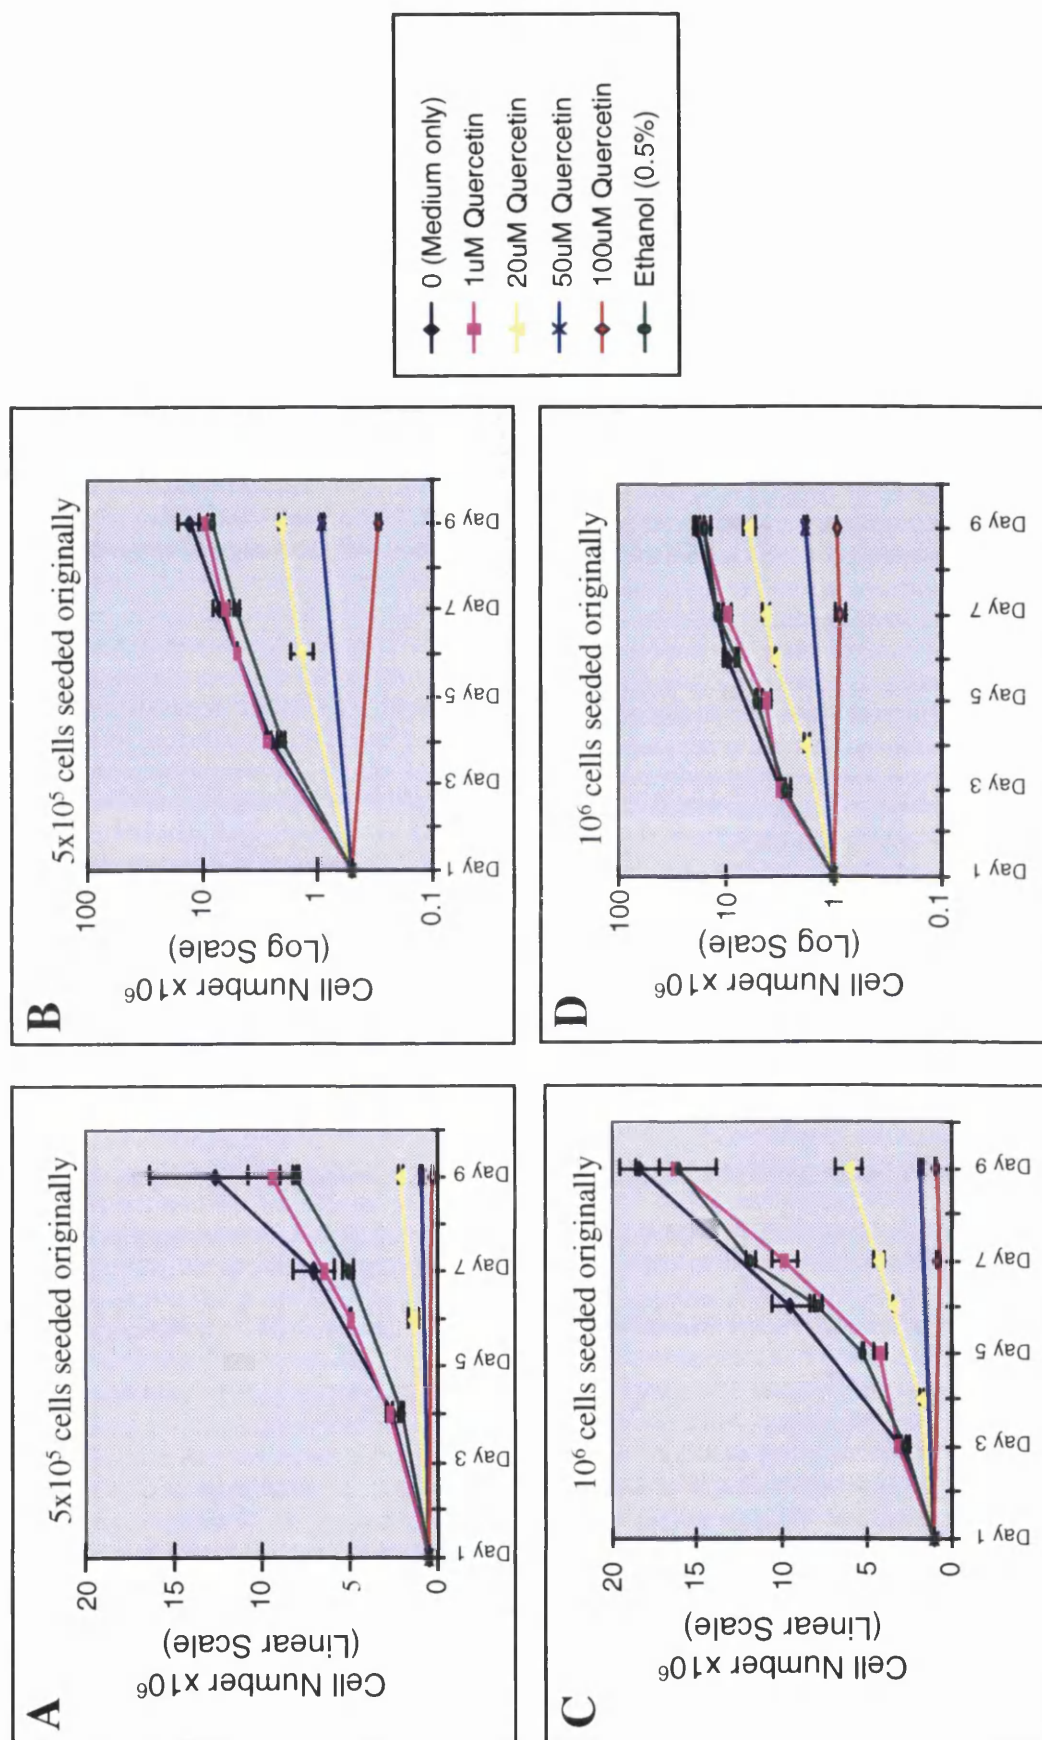 A
5x10⁵ cells seeded originally
Cell Number x10⁶
(Linear Scale)
20
15
10
5
0
Day 1
Day 3
Day 5
Day 7
Day 9
B
5x10⁵ cells seeded originally
Cell Number x10⁶
(Log Scale)
100
10
1
0.1
Day 1
Day 3
Day 5
Day 7
Day 9
C
10⁶ cells seeded originally
Cell Number x10⁶
(Linear Scale)
20
15
10
5
0
Day 1
Day 3
Day 5
Day 7
Day 9
D
10⁶ cells seeded originally
Cell Number x10⁶
(Log Scale)
100
10
1
0.1
Day 1
Day 3
Day 5
Day 7
Day 9
0 (Medium only)
1uM Quercetin
20uM Quercetin
50uM Quercetin
100uM Quercetin
Ethanol (0.5%)